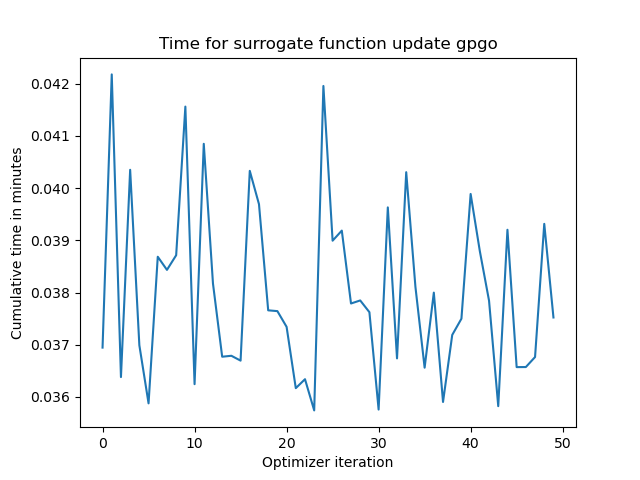 Time for surrogate function update gpgo
Cumulative time in minutes
0.042
0.041
0.040
0.039
0.038
0.037
0.036
0 10 20 30 40 50
Optimizer iteration